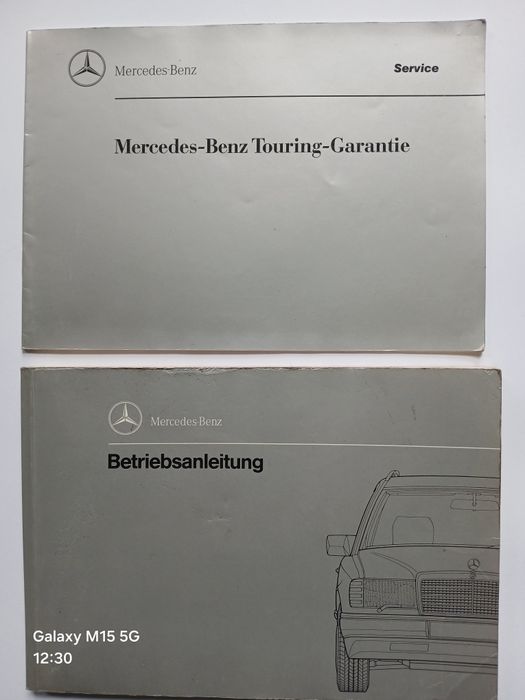 Mercedes-Benz
Service
Mercedes-Benz Touring-Garantie
Mercedes-Benz
Betriebsanleitung
Galaxy M15 5G
12:30